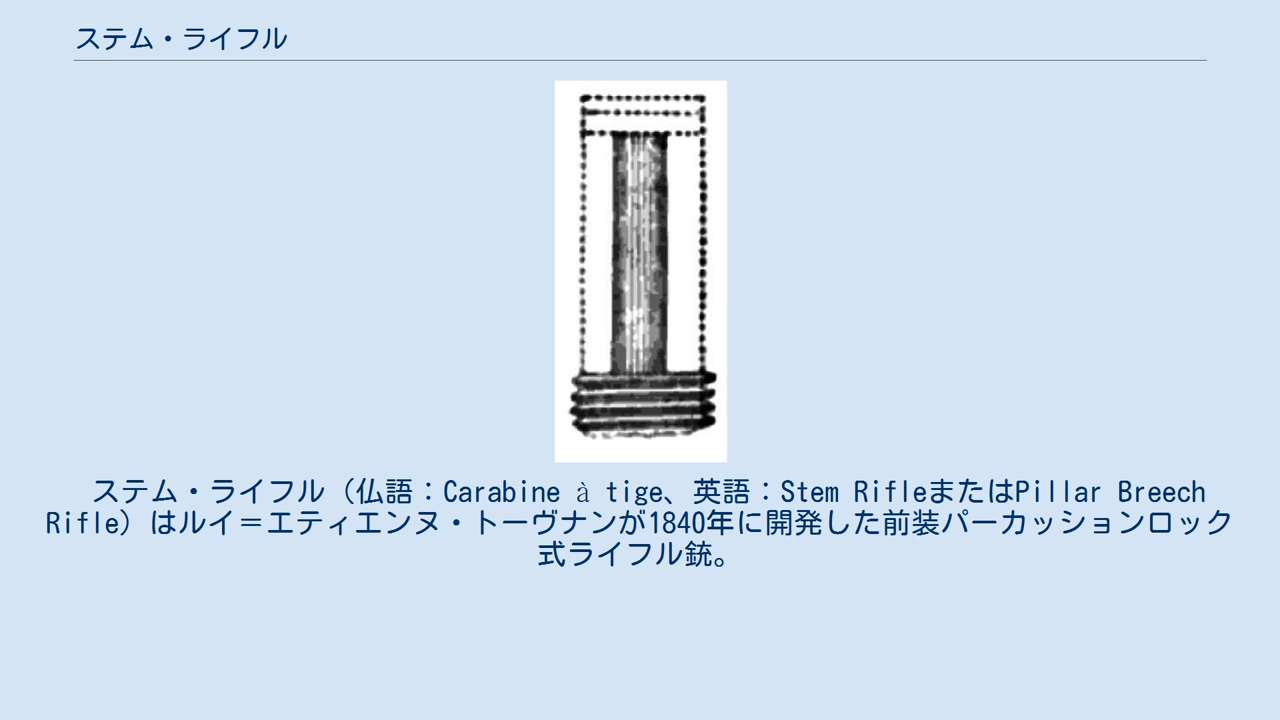 ステム・ライフル
ステム・ライフル（仏語：Carabine à tige、英語：Stem RifleまたはPillar Breech
Rifle）はルイ＝エティエンヌ・トーヴナンが1840年に開発した前装パーカッションロック
式ライフル銃。